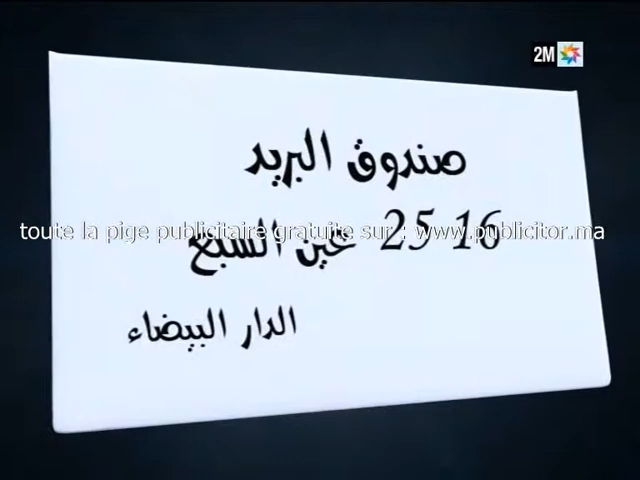 2M
صندوق البريد
25 16 عين السبع
toute la pige publicitaire gratuite sur : www.publicitor.ma
الدار البيضاء